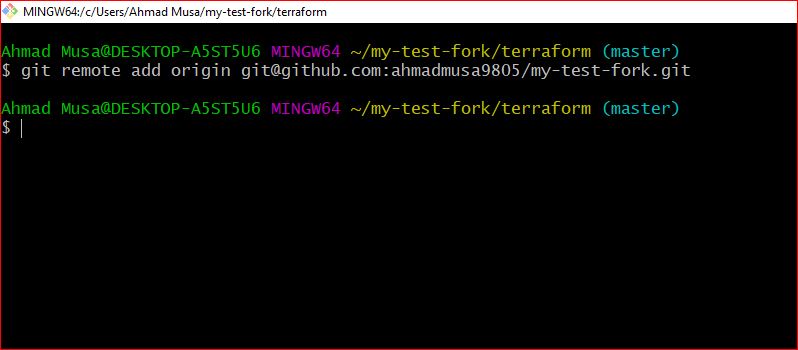 MINGW64:/c/Users/Ahmad Musa/my-test-fork/terraform
Ahmad Musa@DESKTOP-A5ST5U6 MINGW64 ~/my-test-fork/terraform (master)
$ git remote add origin git@github.com:ahmadmusa9805/my-test-fork.git
Ahmad Musa@DESKTOP-A5ST5U6 MINGW64 ~/my-test-fork/terraform (master)
$